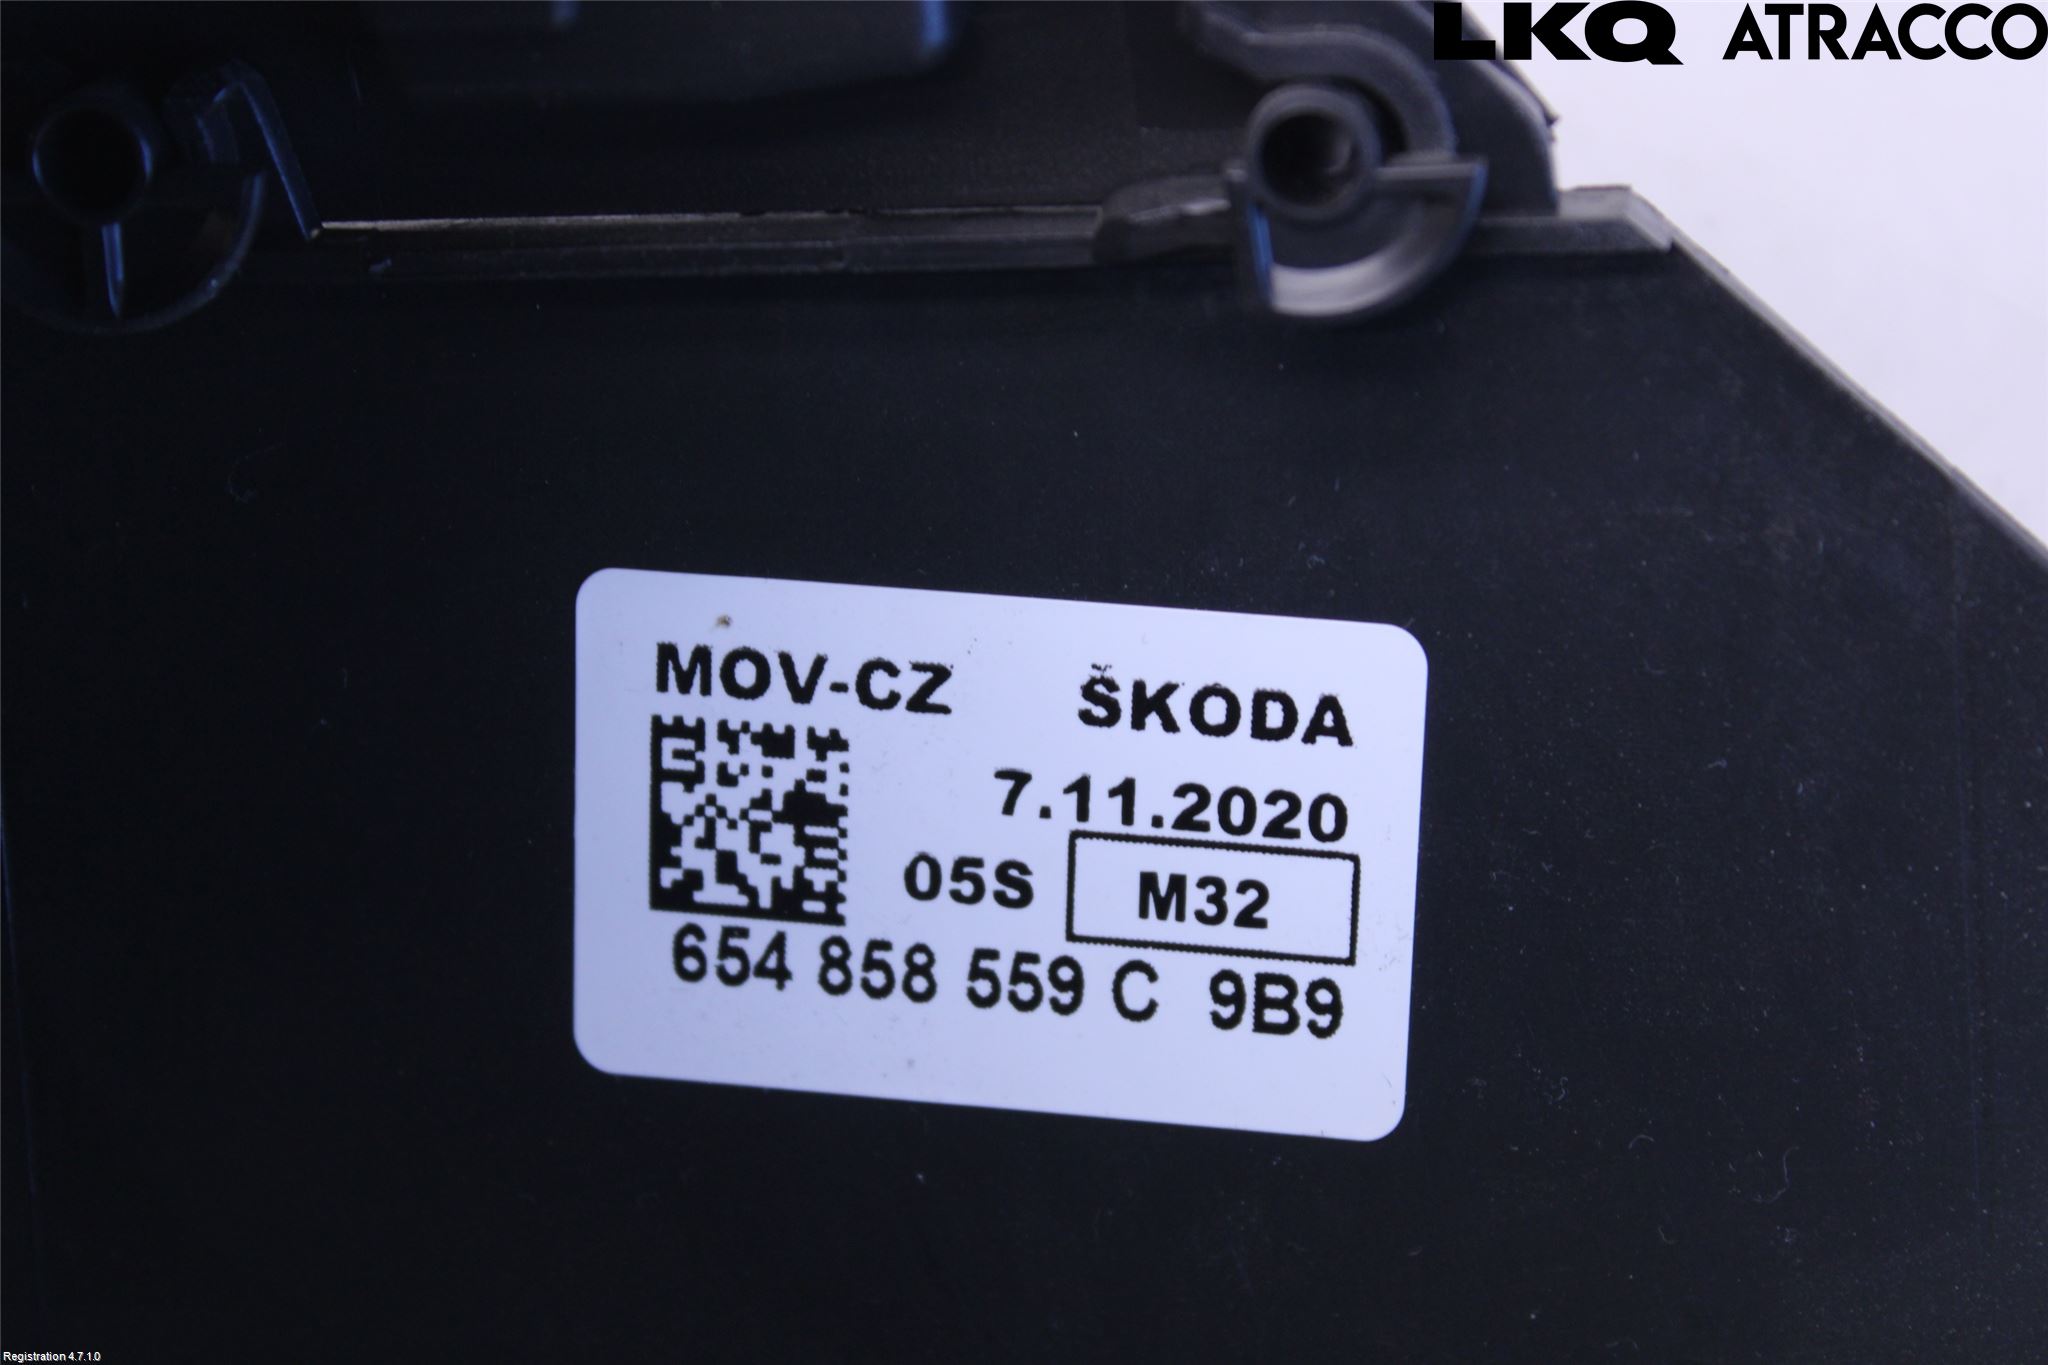 LKQ ATRACCO
MOV-CZ ŠKODA
7.11.2020
05S M32
654 858 559 C 9B9
Registration 4.7.1.0